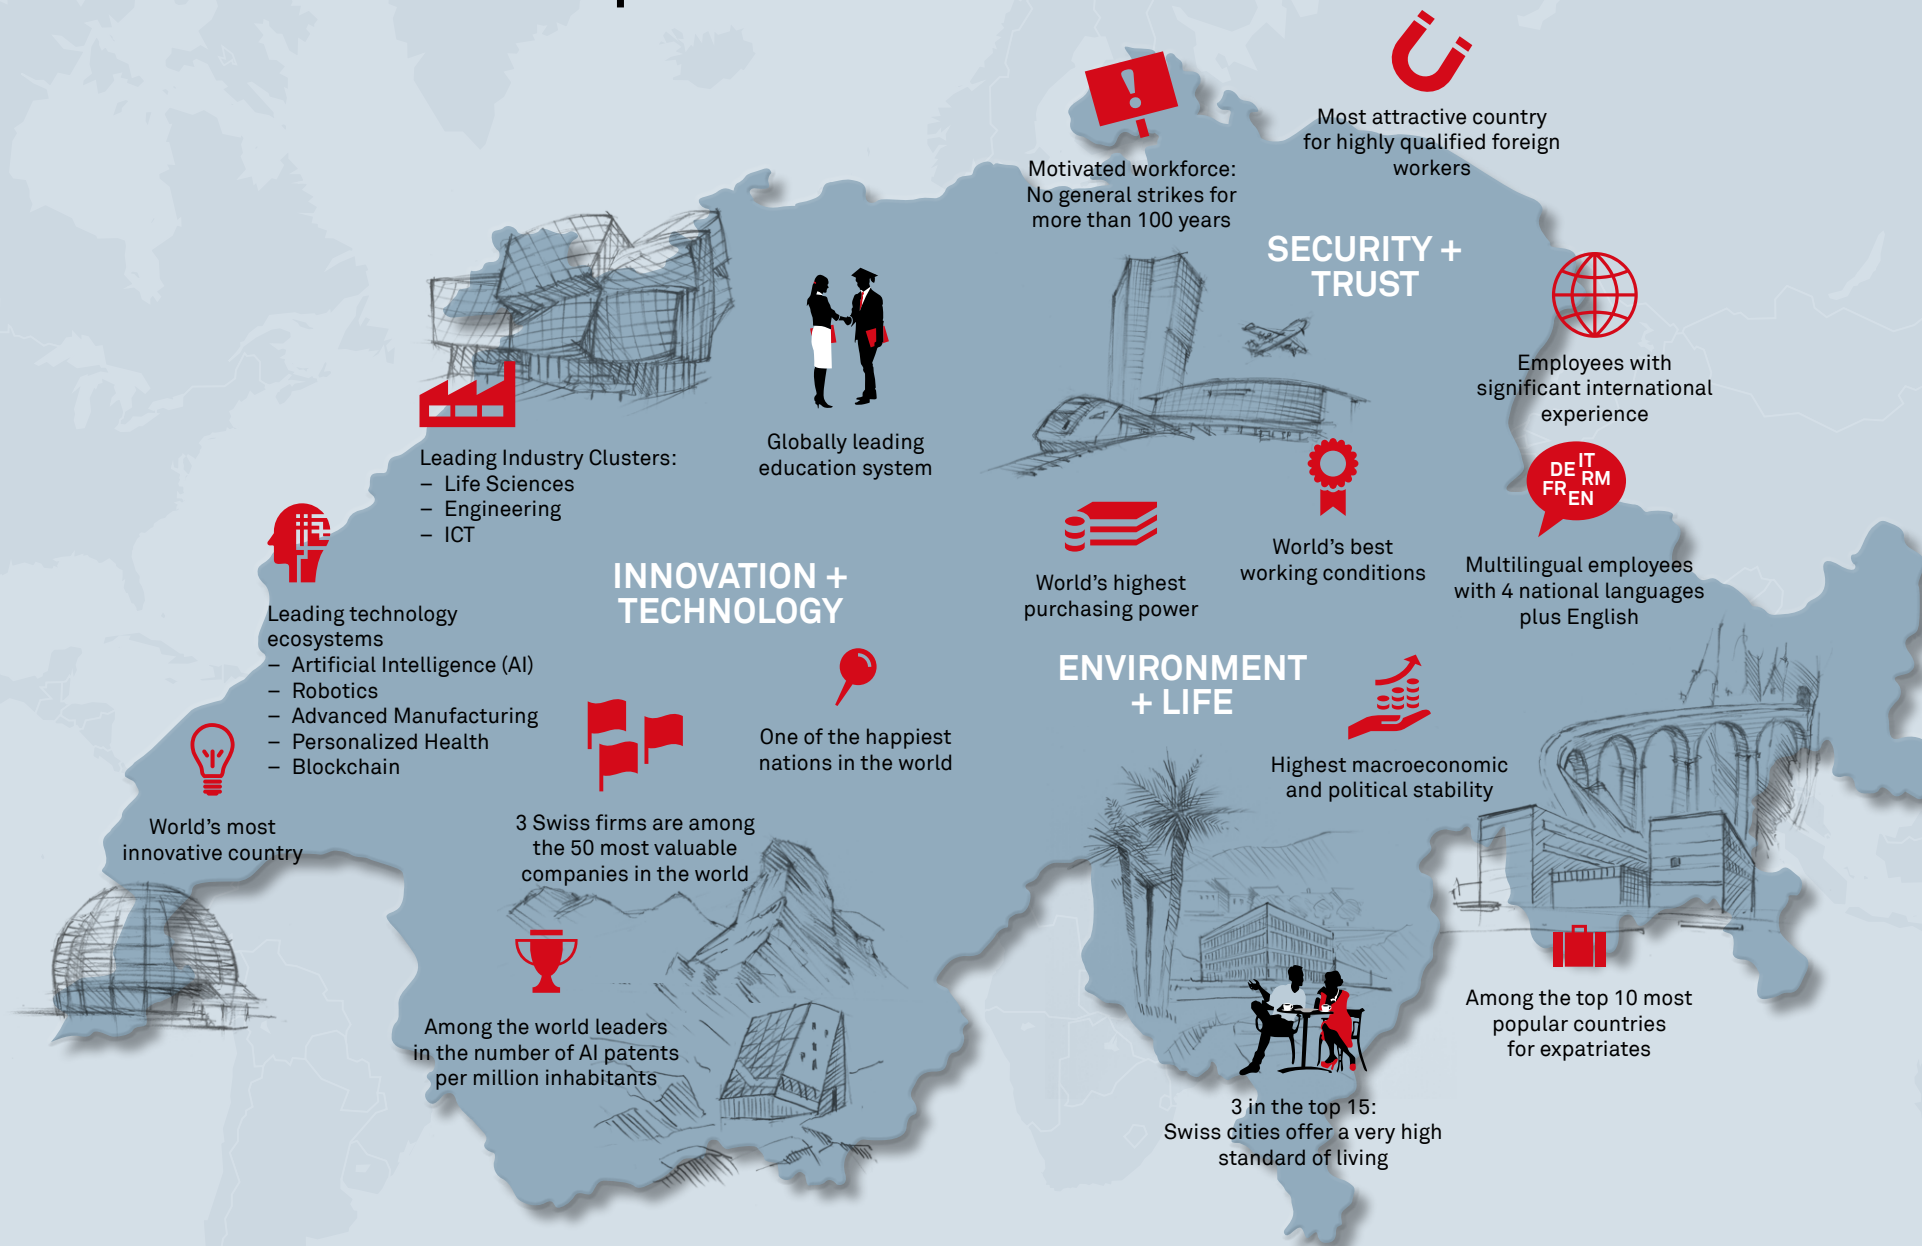 Most attractive country
for highly qualified foreign
workers
Motivated workforce:
No general strikes for
more than 100 years
SECURITY +
TRUST
Employees with
significant international
experience
Globally leading
education system
Leading Industry Clusters:
– Life Sciences
– Engineering
– ICT
DE IT
FR RM
EN
World's best
working conditions
Multilingual employees
with 4 national languages
plus English
World's highest
purchasing power
INNOVATION +
TECHNOLOGY
Leading technology
ecosystems
– Artificial Intelligence (AI)
– Robotics
– Advanced Manufacturing
– Personalized Health
– Blockchain
ENVIRONMENT
+ LIFE
One of the happiest
nations in the world
Highest macroeconomic
and political stability
World's most
innovative country
3 Swiss firms are among
the 50 most valuable
companies in the world
Among the world leaders
in the number of AI patents
per million inhabitants
Among the top 10 most
popular countries
for expatriates
3 in the top 15:
Swiss cities offer a very high
standard of living